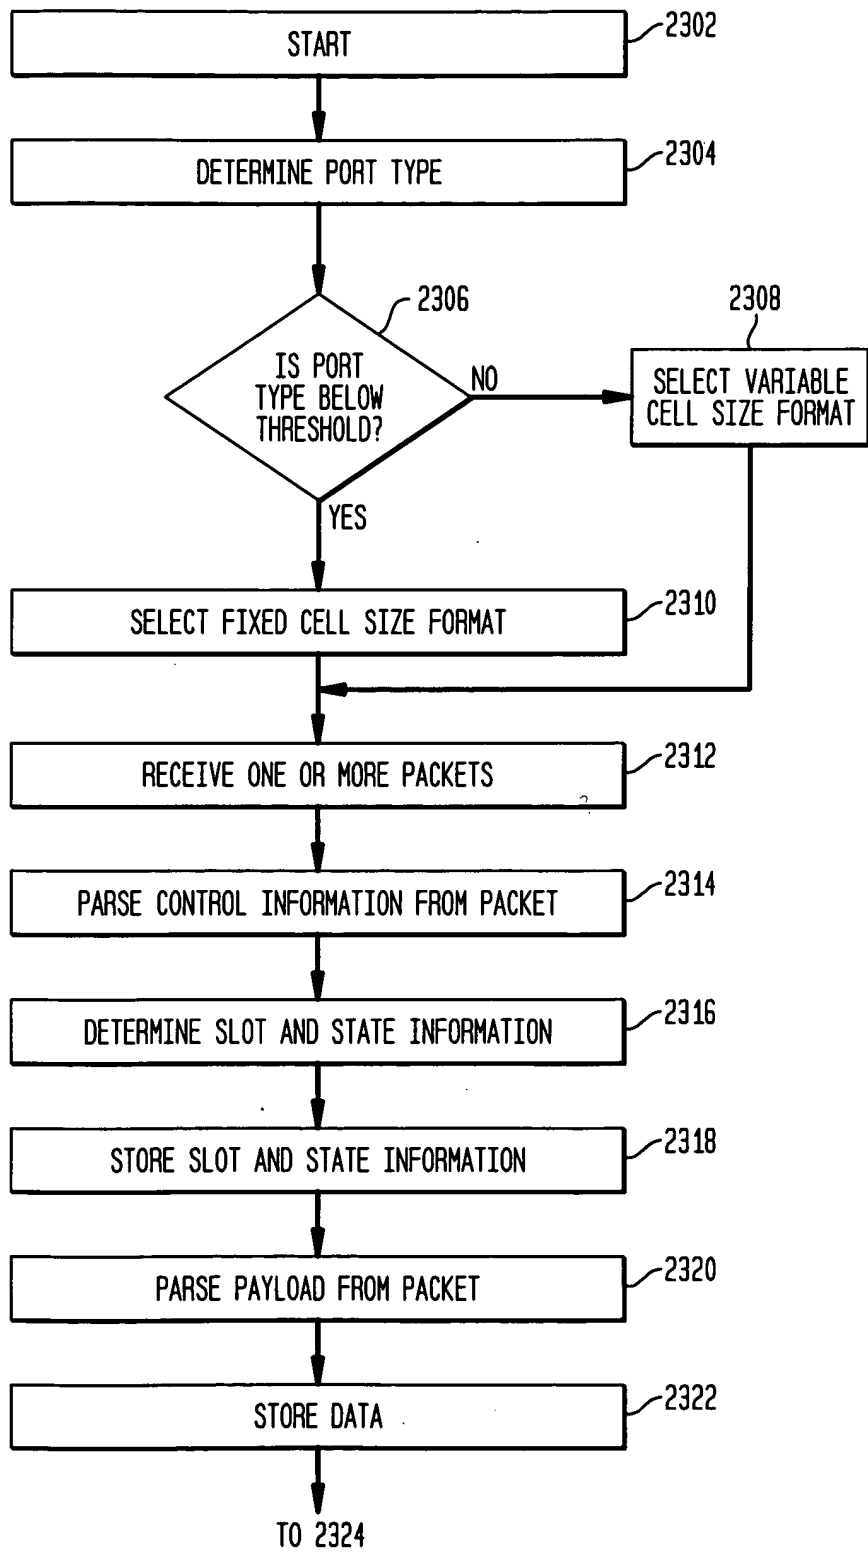 START
2302
DETERMINE PORT TYPE
2304
2306
IS PORT
TYPE BELOW
THRESHOLD?
NO
2308
SELECT VARIABLE
CELL SIZE FORMAT
YES
SELECT FIXED CELL SIZE FORMAT
2310
RECEIVE ONE OR MORE PACKETS
2312
PARSE CONTROL INFORMATION FROM PACKET
2314
DETERMINE SLOT AND STATE INFORMATION
2316
STORE SLOT AND STATE INFORMATION
2318
PARSE PAYLOAD FROM PACKET
2320
STORE DATA
2322
TO 2324